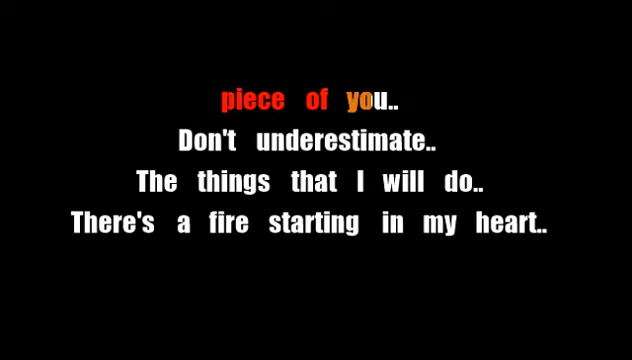 piece of you..
Don't underestimate..
The things that I will do..
There's a fire starting in my heart..